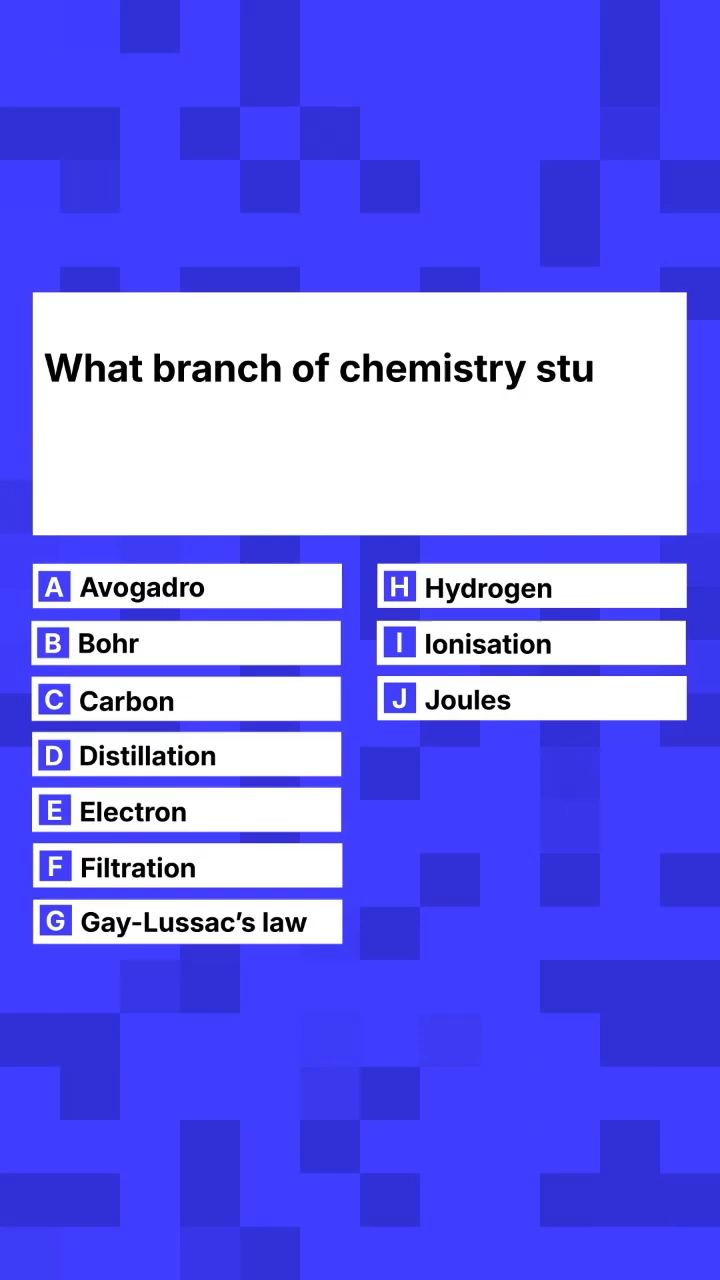 What branch of chemistry stu
A Avogadro
B Bohr
C Carbon
D Distillation
E Electron
F Filtration
G Gay-Lussac’s law
H Hydrogen
I Ionisation
J Joules